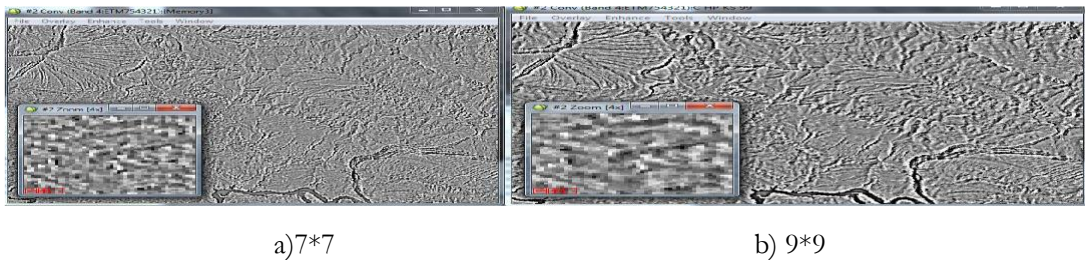 #2 Conv (Band 4:ETM754321):[Memory3]
File Overlay Enhance Tools Window
#2 Zoom [4x]
#2 Conv (Band 4:ETM754321):C HP KS 99
File Overlay Enhance Tools Window
#2 Zoom [4x]
a)7*7
b) 9*9